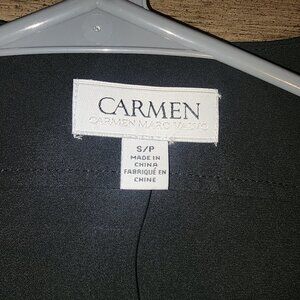 CARMEN
CARMEN MARC VALVO
S/P
MADE IN
CHINA
FABRIQUÉ EN
CHINE